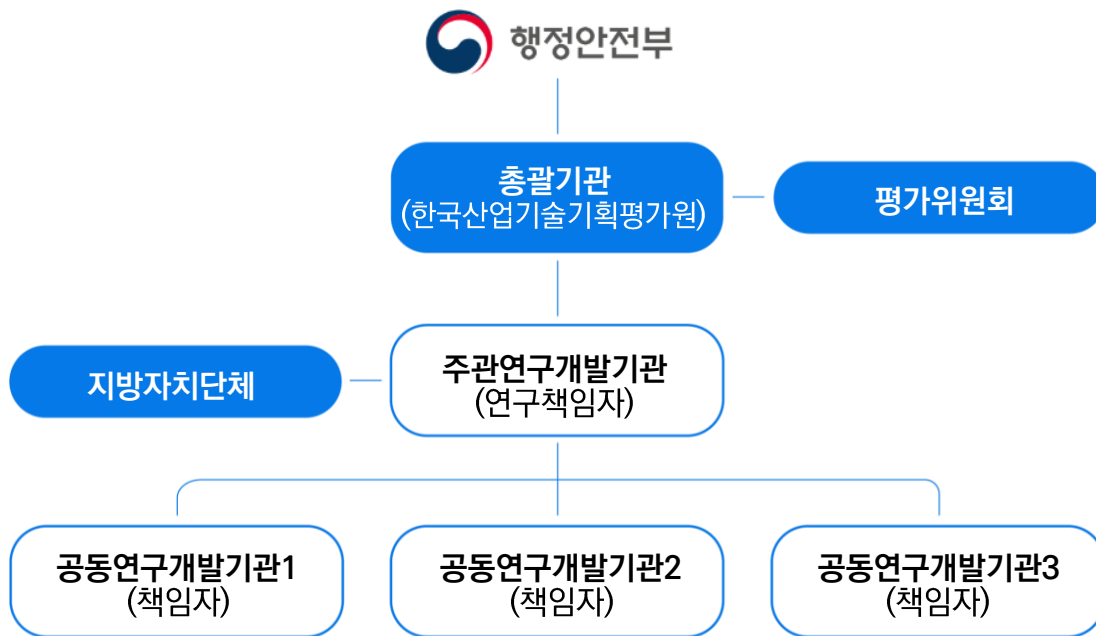 행정안전부
총괄기관
(한국산업기술기획평가원)
평가위원회
지방자치단체
주관연구개발기관
(연구책임자)
공동연구개발기관1
(책임자)
공동연구개발기관2
(책임자)
공동연구개발기관3
(책임자)